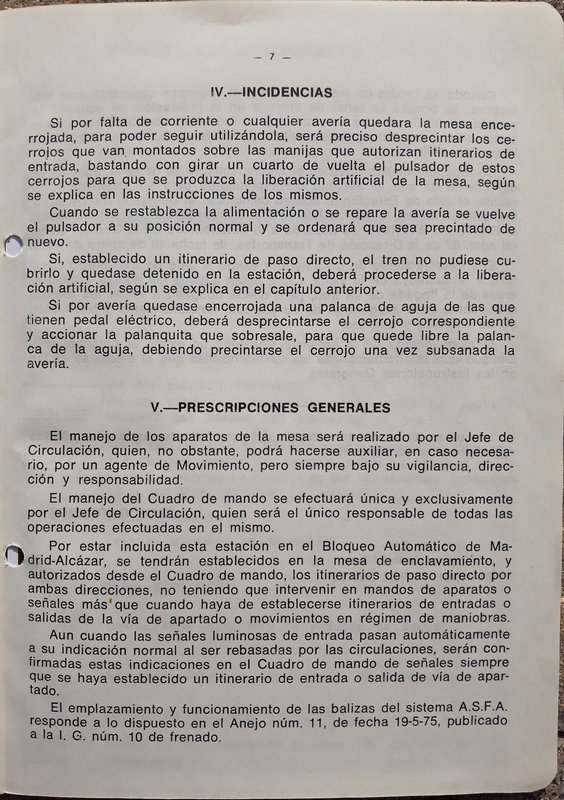 — 7 —
IV.—INCIDENCIAS
Si por falta de corriente o cualquier avería quedara la mesa ence-
rrojada, para poder seguir utilizándola, será preciso desprecintar los ce-
rrojos que van montados sobre las manijas que autorizan itinerarios de
entrada, bastando con girar un cuarto de vuelta el pulsador de estos
cerrojos para que se produzca la liberación artificial de la mesa, según
se explica en las instrucciones de los mismos.
Cuando se restablezca la alimentación o se repare la avería se vuelve
el pulsador a su posición normal y se ordenará que sea precintado de
nuevo.
Si, establecido un itinerario de paso directo, el tren no pudiese cu-
brirlo y quedase detenido en la estación, deberá procederse a la libera-
ción artificial, según se explica en el capítulo anterior.
Si por avería quedase encerrojada una palanca de aguja de las que
tienen pedal eléctrico, deberá desprecintarse el cerrojo correspondiente
y accionar la palanquita que sobresale, para que quede libre la palan-
ca de la aguja, debiendo precintarse el cerrojo una vez subsanada la
avería.
V.—PRESCRIPCIONES GENERALES
El manejo de los aparatos de la mesa será realizado por el Jefe de
Circulación, quien, no obstante, podrá hacerse auxiliar, en caso necesa-
rio, por un agente de Movimiento, pero siempre bajo su vigilancia, direc-
ción y responsabilidad.
El manejo del Cuadro de mando se efectuará única y exclusivamente
por el Jefe de Circulación, quien será el único responsable de todas las
operaciones efectuadas en el mismo.
Por estar incluida esta estación en el Bloqueo Automático de Ma-
drid-Alcázar, se tendrán establecidos en la mesa de enclavamiento, y
autorizados desde el Cuadro de mando, los itinerarios de paso directo por
ambas direcciones, no teniendo que intervenir en mandos de aparatos o
señales más que cuando haya de establecerse itinerarios de entradas o
salidas de la vía de apartado o movimientos en régimen de maniobras.
Aun cuando las señales luminosas de entrada pasan automáticamente
a su indicación normal al ser rebasadas por las circulaciones, serán con-
firmadas estas indicaciones en el Cuadro de mando de señales siempre
que se haya establecido un itinerario de entrada o salida de vía de apar-
tado.
El emplazamiento y funcionamiento de las balizas del sistema A.S.F.A.
responde a lo dispuesto en el Anejo núm. 11, de fecha 19-5-75, publicado
a la I. G. núm. 10 de frenado.